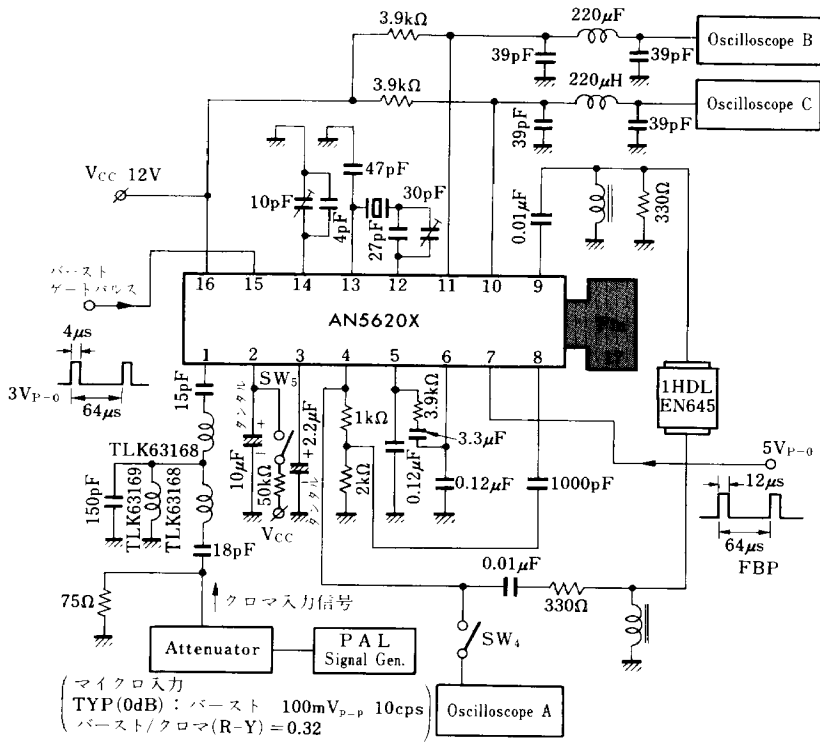 3.9kΩ
220µF
Oscilloscope B
39pF
39pF
3.9kΩ
220µH
Oscilloscope C
39pF
39pF
VCC 12V
47pF
10pF
4pF
30pF
27pF
0.01µF
330Ω
バースト
ゲートパルス
16 15 14 13 12 11 10 9
AN5620X
1 2 3 4 5 6 7 8
4µs
3VP-0
64µs
15pF
TLK63168
150pF
TLK63169
TLK63168
18pF
タンタル
10µF
SW5
50kΩ
VCC
2.2µF
タンタル
1kΩ
2kΩ
3.9kΩ
3.3µF
0.12µF
0.12µF
1000pF
1HDL
EN645
5VP-0
12µs
64µs
FBP
0.01µF
330Ω
75Ω
クロマ入力信号
SW4
Attenuator
PAL
Signal Gen.
Oscilloscope A
マイクロ入力
TYP(0dB):バースト 100mVP-P 10cps
バースト/クロマ(R-Y)=0.32